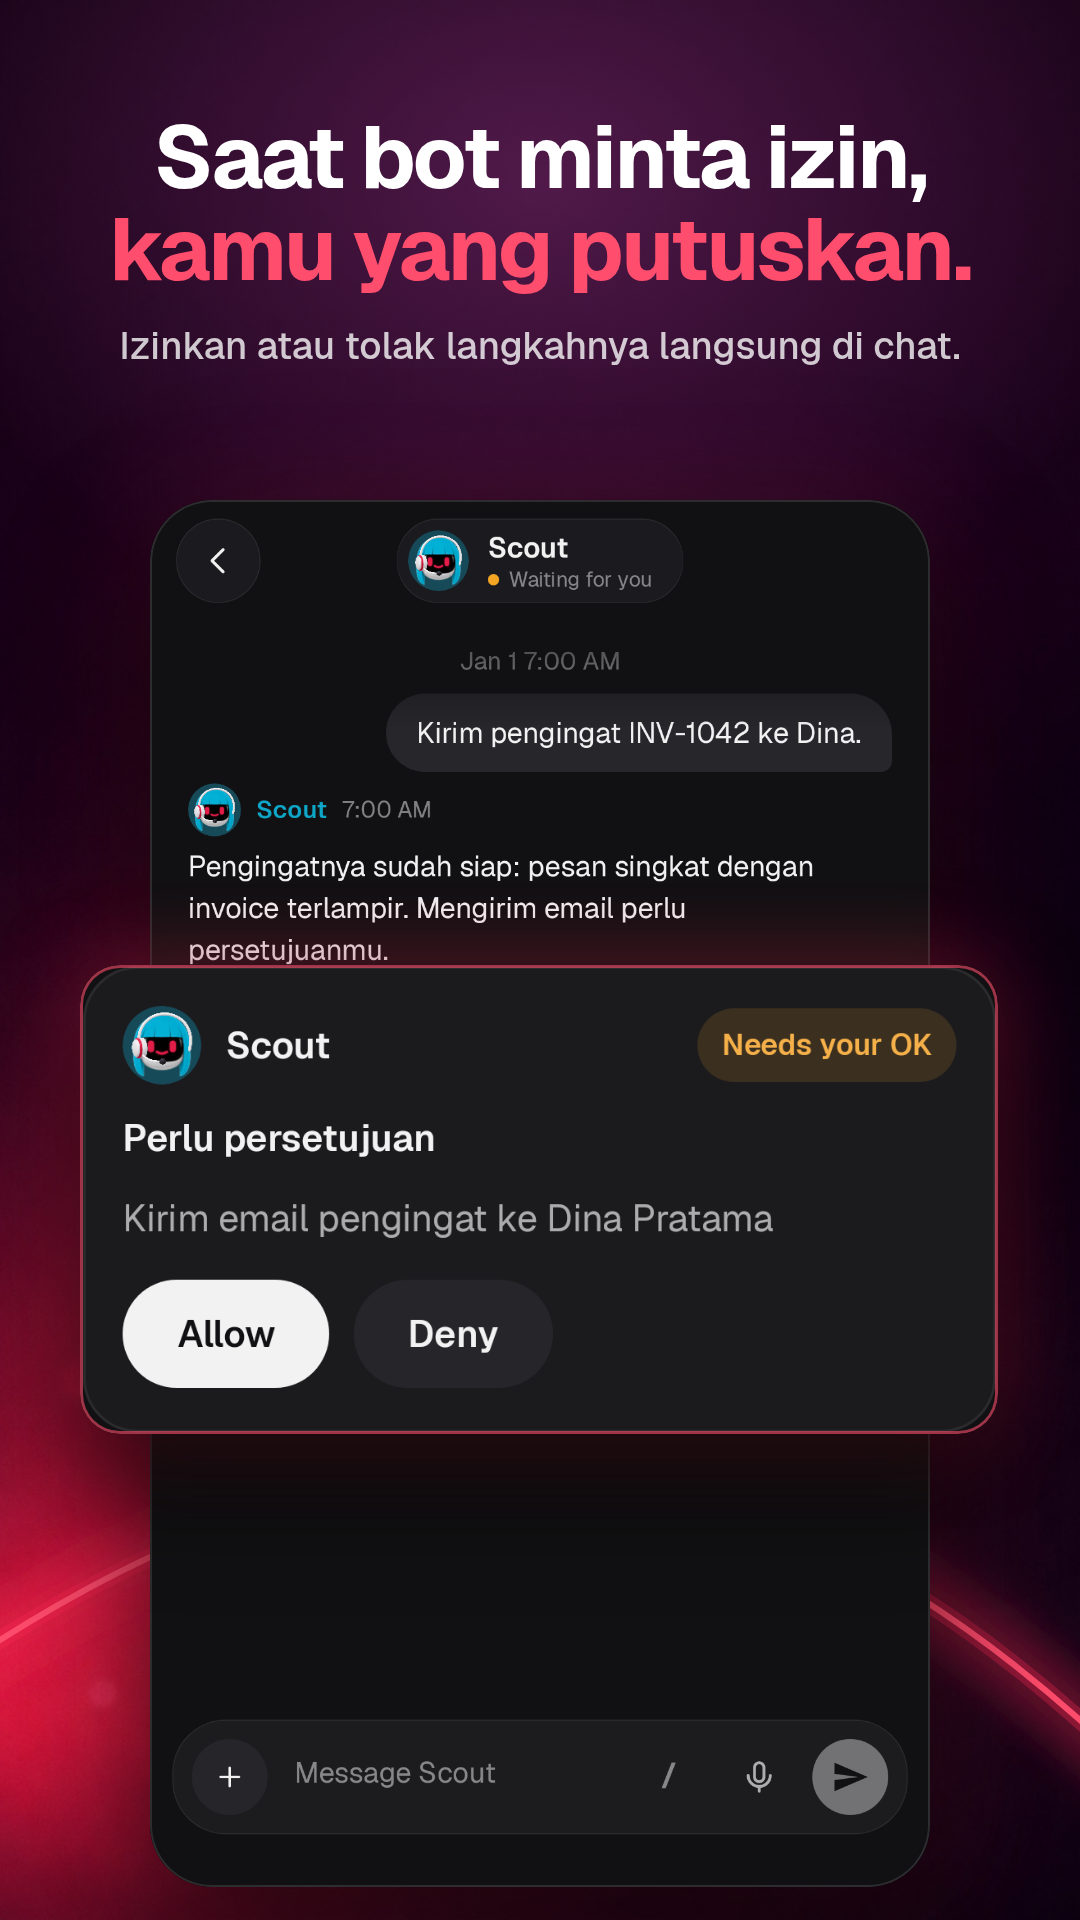 Saat bot minta izin,
kamu yang putuskan.
Izinkan atau tolak langkahnya langsung di chat.
Scout
Waiting for you
Jan 1 7:00 AM
Kirim pengingat INV-1042 ke Dina.
Scout 7:00 AM
Pengingatnya sudah siap: pesan singkat dengan
invoice terlampir. Mengirim email perlu
persetujuanmu.
Scout
Needs your OK
Perlu persetujuan
Kirim email pengingat ke Dina Pratama
Allow
Deny
Message Scout
/